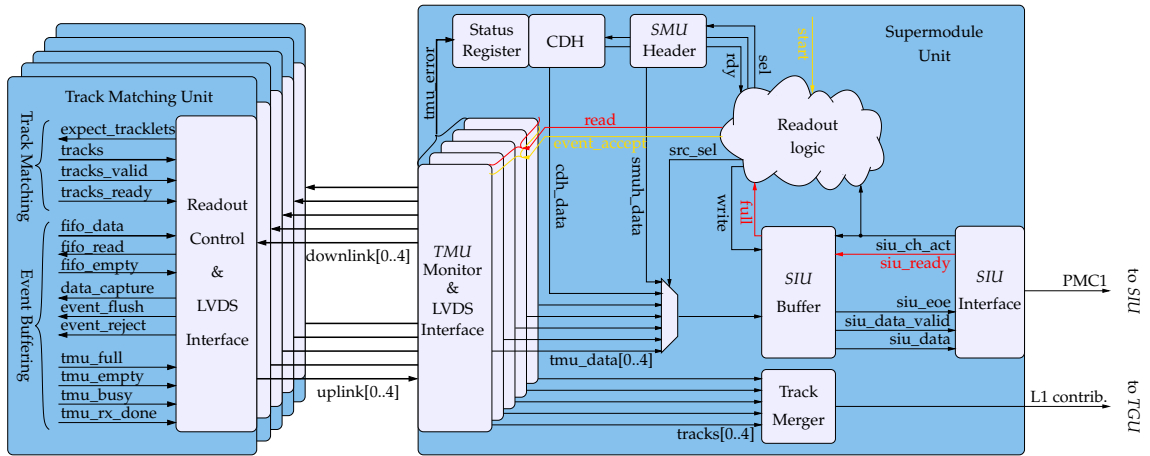 Track Matching Unit
Track Matching
expect_tracklets
tracks
tracks_valid
tracks_ready
Event Buffering
fifo_data
fifo_read
fifo_empty
data_capture
event_flush
event_reject
tmu_full
tmu_empty
tmu_busy
tmu_rx_done
Readout
Control
&
LVDS
Interface
downlink[0..4]
uplink[0..4]
Supermodule
Unit
tmu_error
Status
Register
CDH
SMU
Header
rdy
sel
start
Readout
logic
read
event_accept
src_sel
cdh_data
smuh_data
write
full
TMU
Monitor
&
LVDS
Interface
tmu_data[0..4]
tracks[0..4]
SIU
Buffer
siu_ch_act
siu_ready
siu_eoe
siu_data_valid
siu_data
SIU
Interface
Track
Merger
PMC1
to SIU
L1 contrib.
to TGU